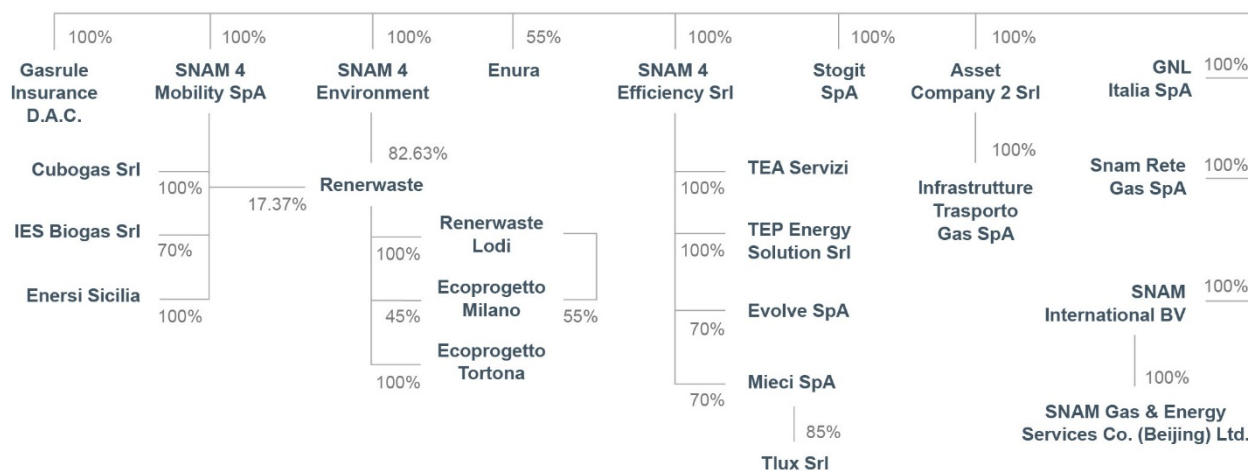 100%
100%
100%
55%
100%
100%
100%
Gasrule
Insurance
D.A.C.
SNAM 4
Mobility SpA
SNAM 4
Environment
Enura
SNAM 4
Efficiency Srl
Stogit
SpA
Asset
Company 2 Srl
GNL
Italia SpA
100%
Cubogas Srl
100%
17.37%
IES Biogas Srl
70%
Enersi Sicilia
100%
82.63%
Renerwaste
100%
Renerwaste
Lodi
45%
Ecoprogetto
Milano
55%
100%
Ecoprogetto
Tortona
TEA Servizi
100%
TEP Energy
Solution Srl
100%
Evolve SpA
70%
Mieci SpA
70%
85%
Tlux Srl
100%
Infrastrutture
Trasporto
Gas SpA
Snam Rete
Gas SpA
100%
SNAM
International BV
100%
100%
SNAM Gas & Energy
Services Co. (Beijing) Ltd.